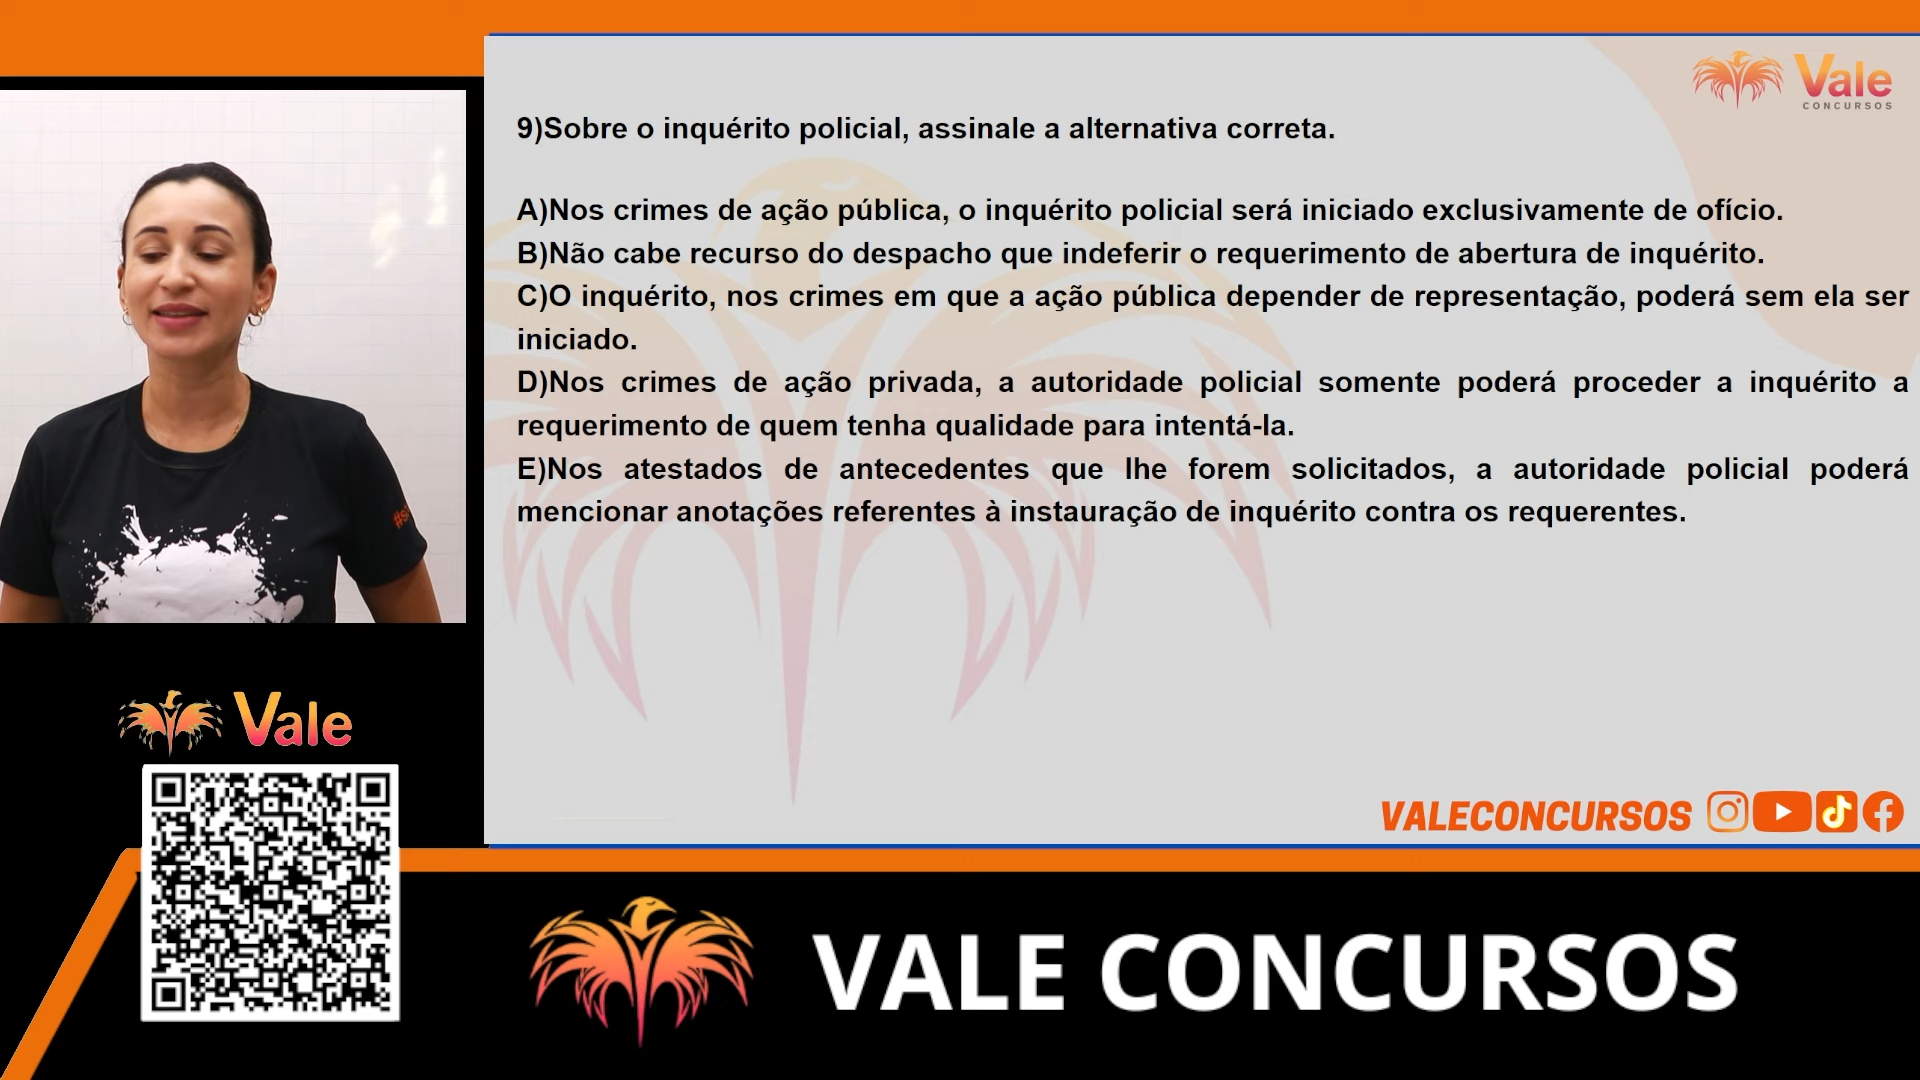 Vale
CONCURSOS
9)Sobre o inquérito policial, assinale a alternativa correta.
A)Nos crimes de ação pública, o inquérito policial será iniciado exclusivamente de ofício.
B)Não cabe recurso do despacho que indeferir o requerimento de abertura de inquérito.
C)O inquérito, nos crimes em que a ação pública depender de representação, poderá sem ela ser
iniciado.
D)Nos crimes de ação privada, a autoridade policial somente poderá proceder a inquérito a
requerimento de quem tenha qualidade para intentá-la.
E)Nos atestados de antecedentes que lhe forem solicitados, a autoridade policial poderá
mencionar anotações referentes à instauração de inquérito contra os requerentes.
Vale
VALECONCURSOS
VALE CONCURSOS